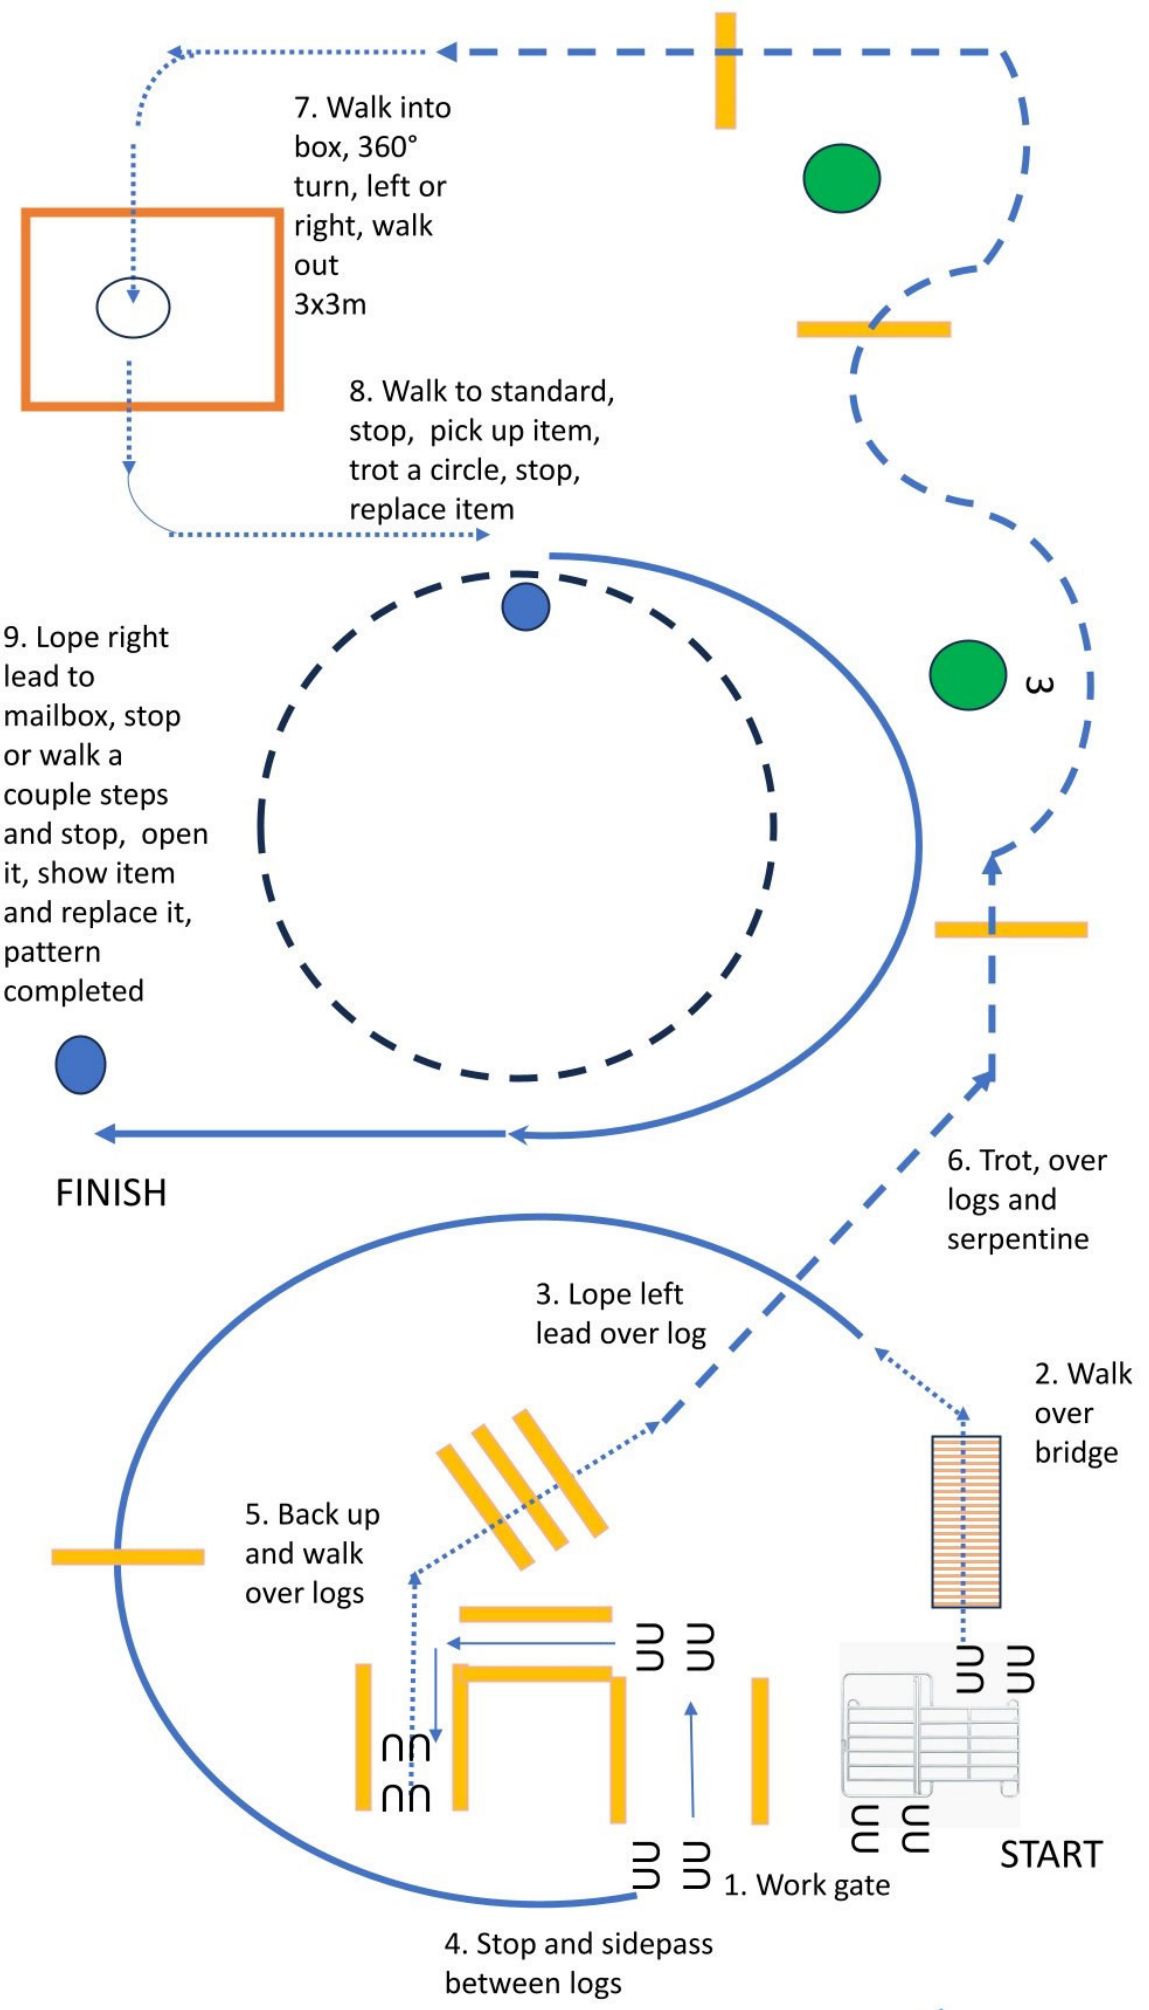 7. Walk into
box, 360°
turn, left or
right, walk
out
3x3m
8. Walk to standard,
stop,  pick up item,
trot a circle, stop,
replace item
9. Lope right
lead to
mailbox, stop
or walk a
couple steps
and stop,  open
it, show item
and replace it,
pattern
completed
3
FINISH
6. Trot, over
logs and
serpentine
3. Lope left
lead over log
2. Walk
over
bridge
5. Back up
and walk
over logs
START
1. Work gate
4. Stop and sidepass
between logs